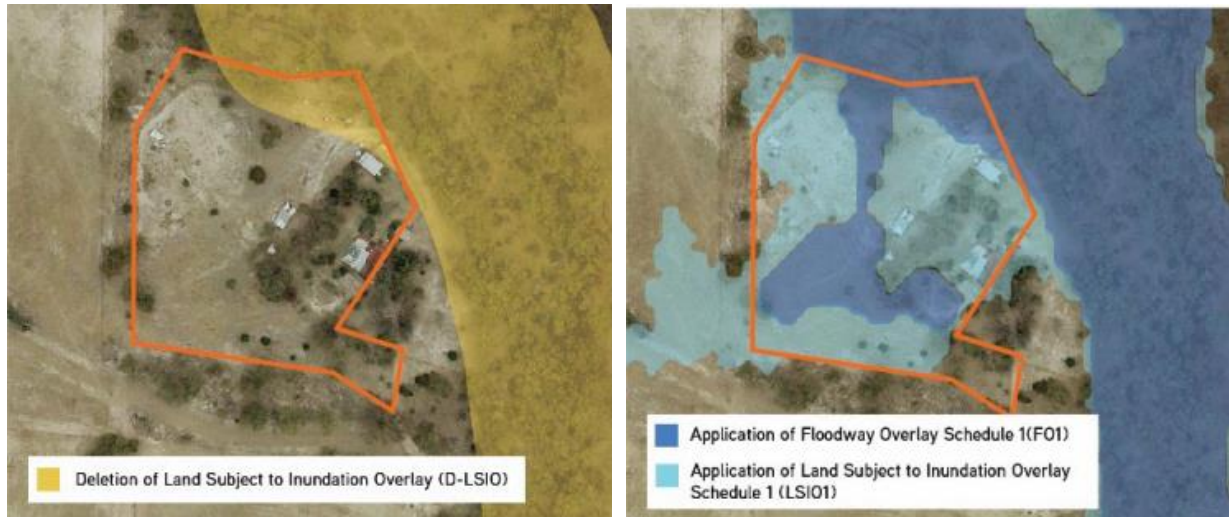 Deletion of Land Subject to Inundation Overlay (D-LSIO)
Application of Floodway Overlay Schedule 1(FO1)
Application of Land Subject to Inundation Overlay
Schedule 1 (LSIO1)